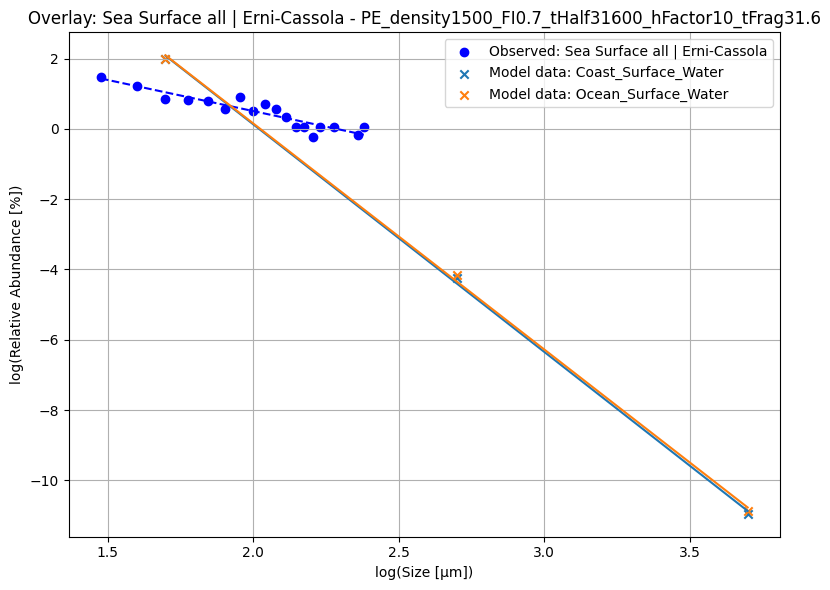 Overlay: Sea Surface all | Erni-Cassola - PE_density1500_FI0.7_tHalf31600_hFactor10_tFrag31.6
Observed: Sea Surface all | Erni-Cassola
Model data: Coast_Surface_Water
Model data: Ocean_Surface_Water
log(Relative Abundance [%])
2
0
−2
−4
−6
−8
−10
1.5
2.0
2.5
3.0
3.5
log(Size [µm])